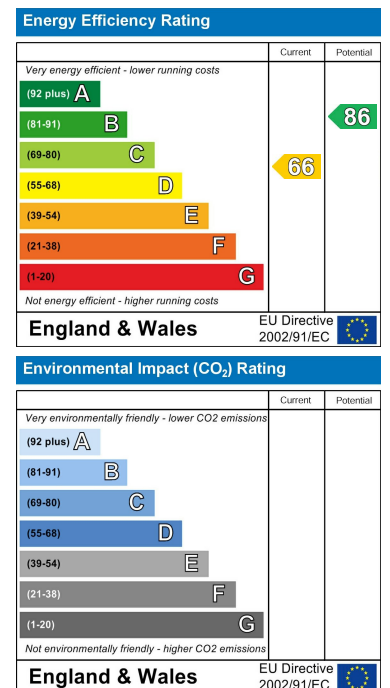 Energy Efficiency Rating
Current Potential
Very energy efficient - lower running costs
(92 plus) A
(81-91) B
86
(69-80) C
66
(55-68) D
(39-54) E
(21-38) F
(1-20) G
Not energy efficient - higher running costs
England & Wales EU Directive 2002/91/EC
Environmental Impact (CO₂) Rating
Current Potential
Very environmentally friendly - lower CO2 emissions
(92 plus) A
(81-91) B
(69-80) C
(55-68) D
(39-54) E
(21-38) F
(1-20) G
Not environmentally friendly - higher CO2 emissions
England & Wales EU Directive 2002/91/EC